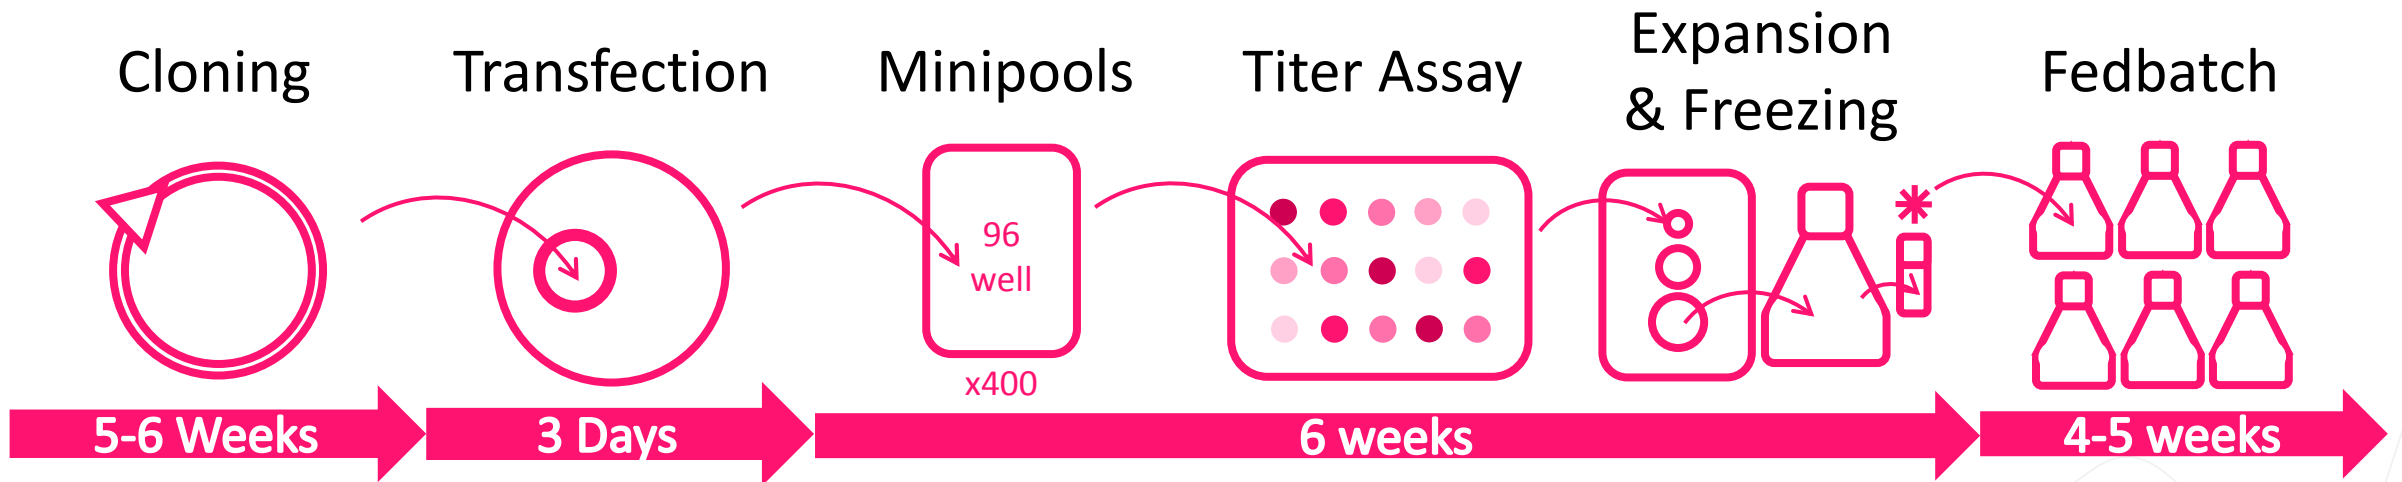 Cloning
Transfection
Minipools
Titer Assay
Expansion
& Freezing
Fedbatch
96
well
x400
5-6 Weeks
3 Days
6 weeks
4-5 weeks